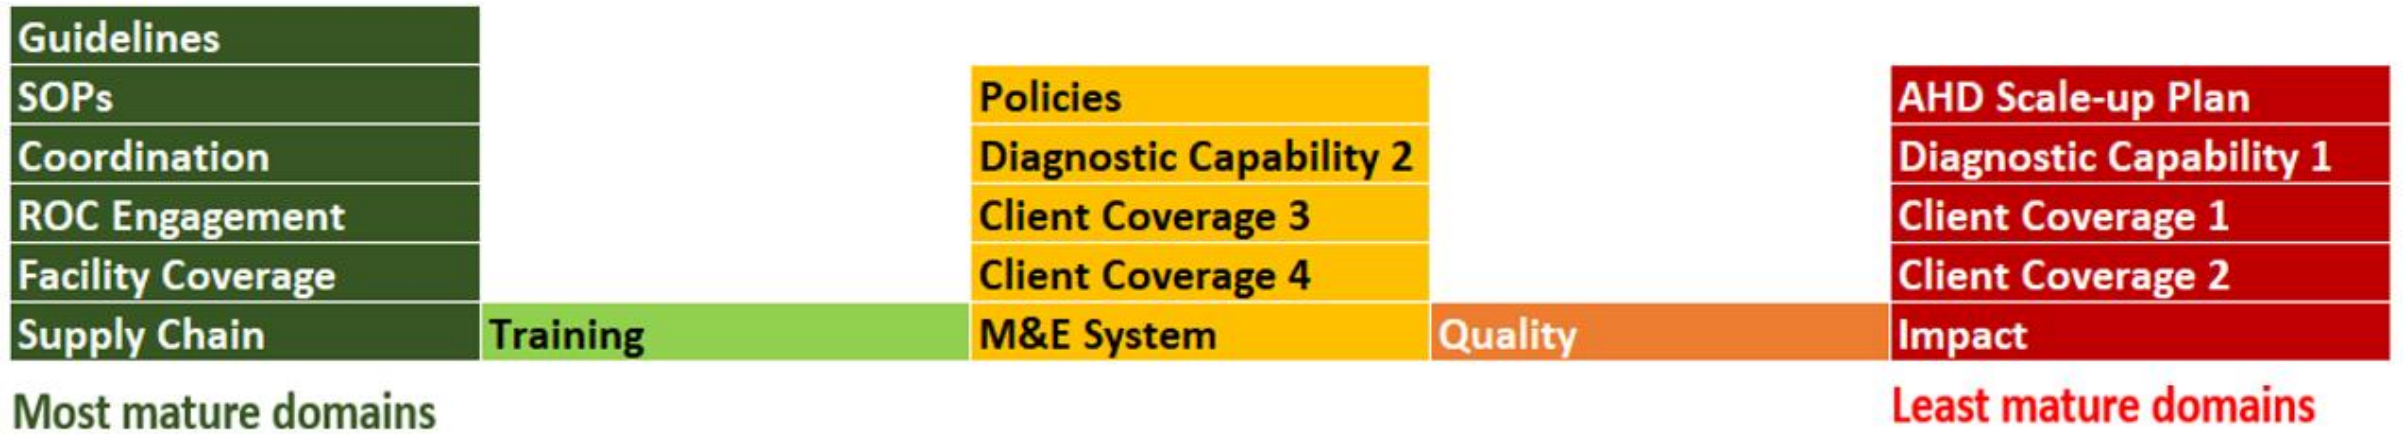 Guidelines
SOPs
Policies
AHD Scale-up Plan
Coordination
Diagnostic Capability 2
Diagnostic Capability 1
ROC Engagement
Client Coverage 3
Client Coverage 1
Facility Coverage
Client Coverage 4
Client Coverage 2
Supply Chain
Training
M&E System
Quality
Impact
Most mature domains
Least mature domains